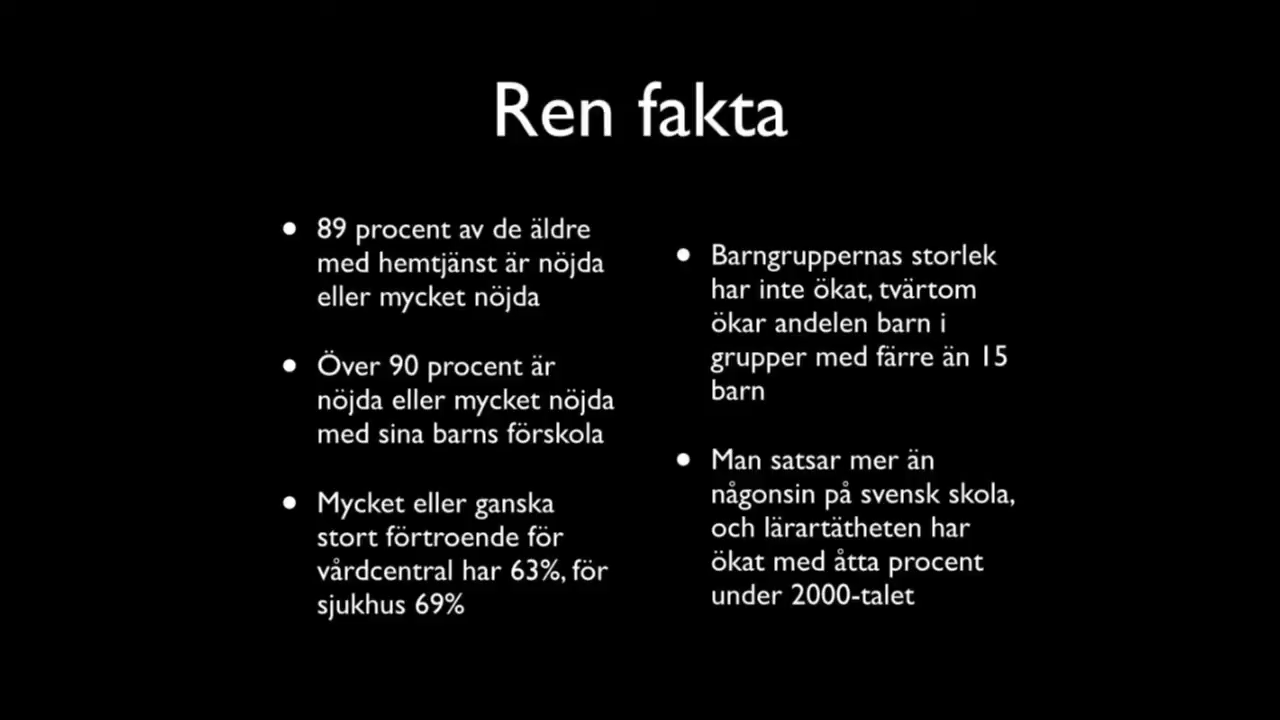 Ren fakta
• 89 procent av de äldre
med hemtjänst är nöjda
eller mycket nöjda
• Över 90 procent är
nöjda eller mycket nöjda
med sina barns förskola
• Mycket eller ganska
stort förtroende för
vårdcentral har 63%, för
sjukhus 69%
• Barngruppernas storlek
har inte ökat, tvärtom
ökar andelen barn i
grupper med färre än 15
barn
• Man satsar mer än
någonsin på svensk skola,
och lärartätheten har
ökat med åtta procent
under 2000-talet